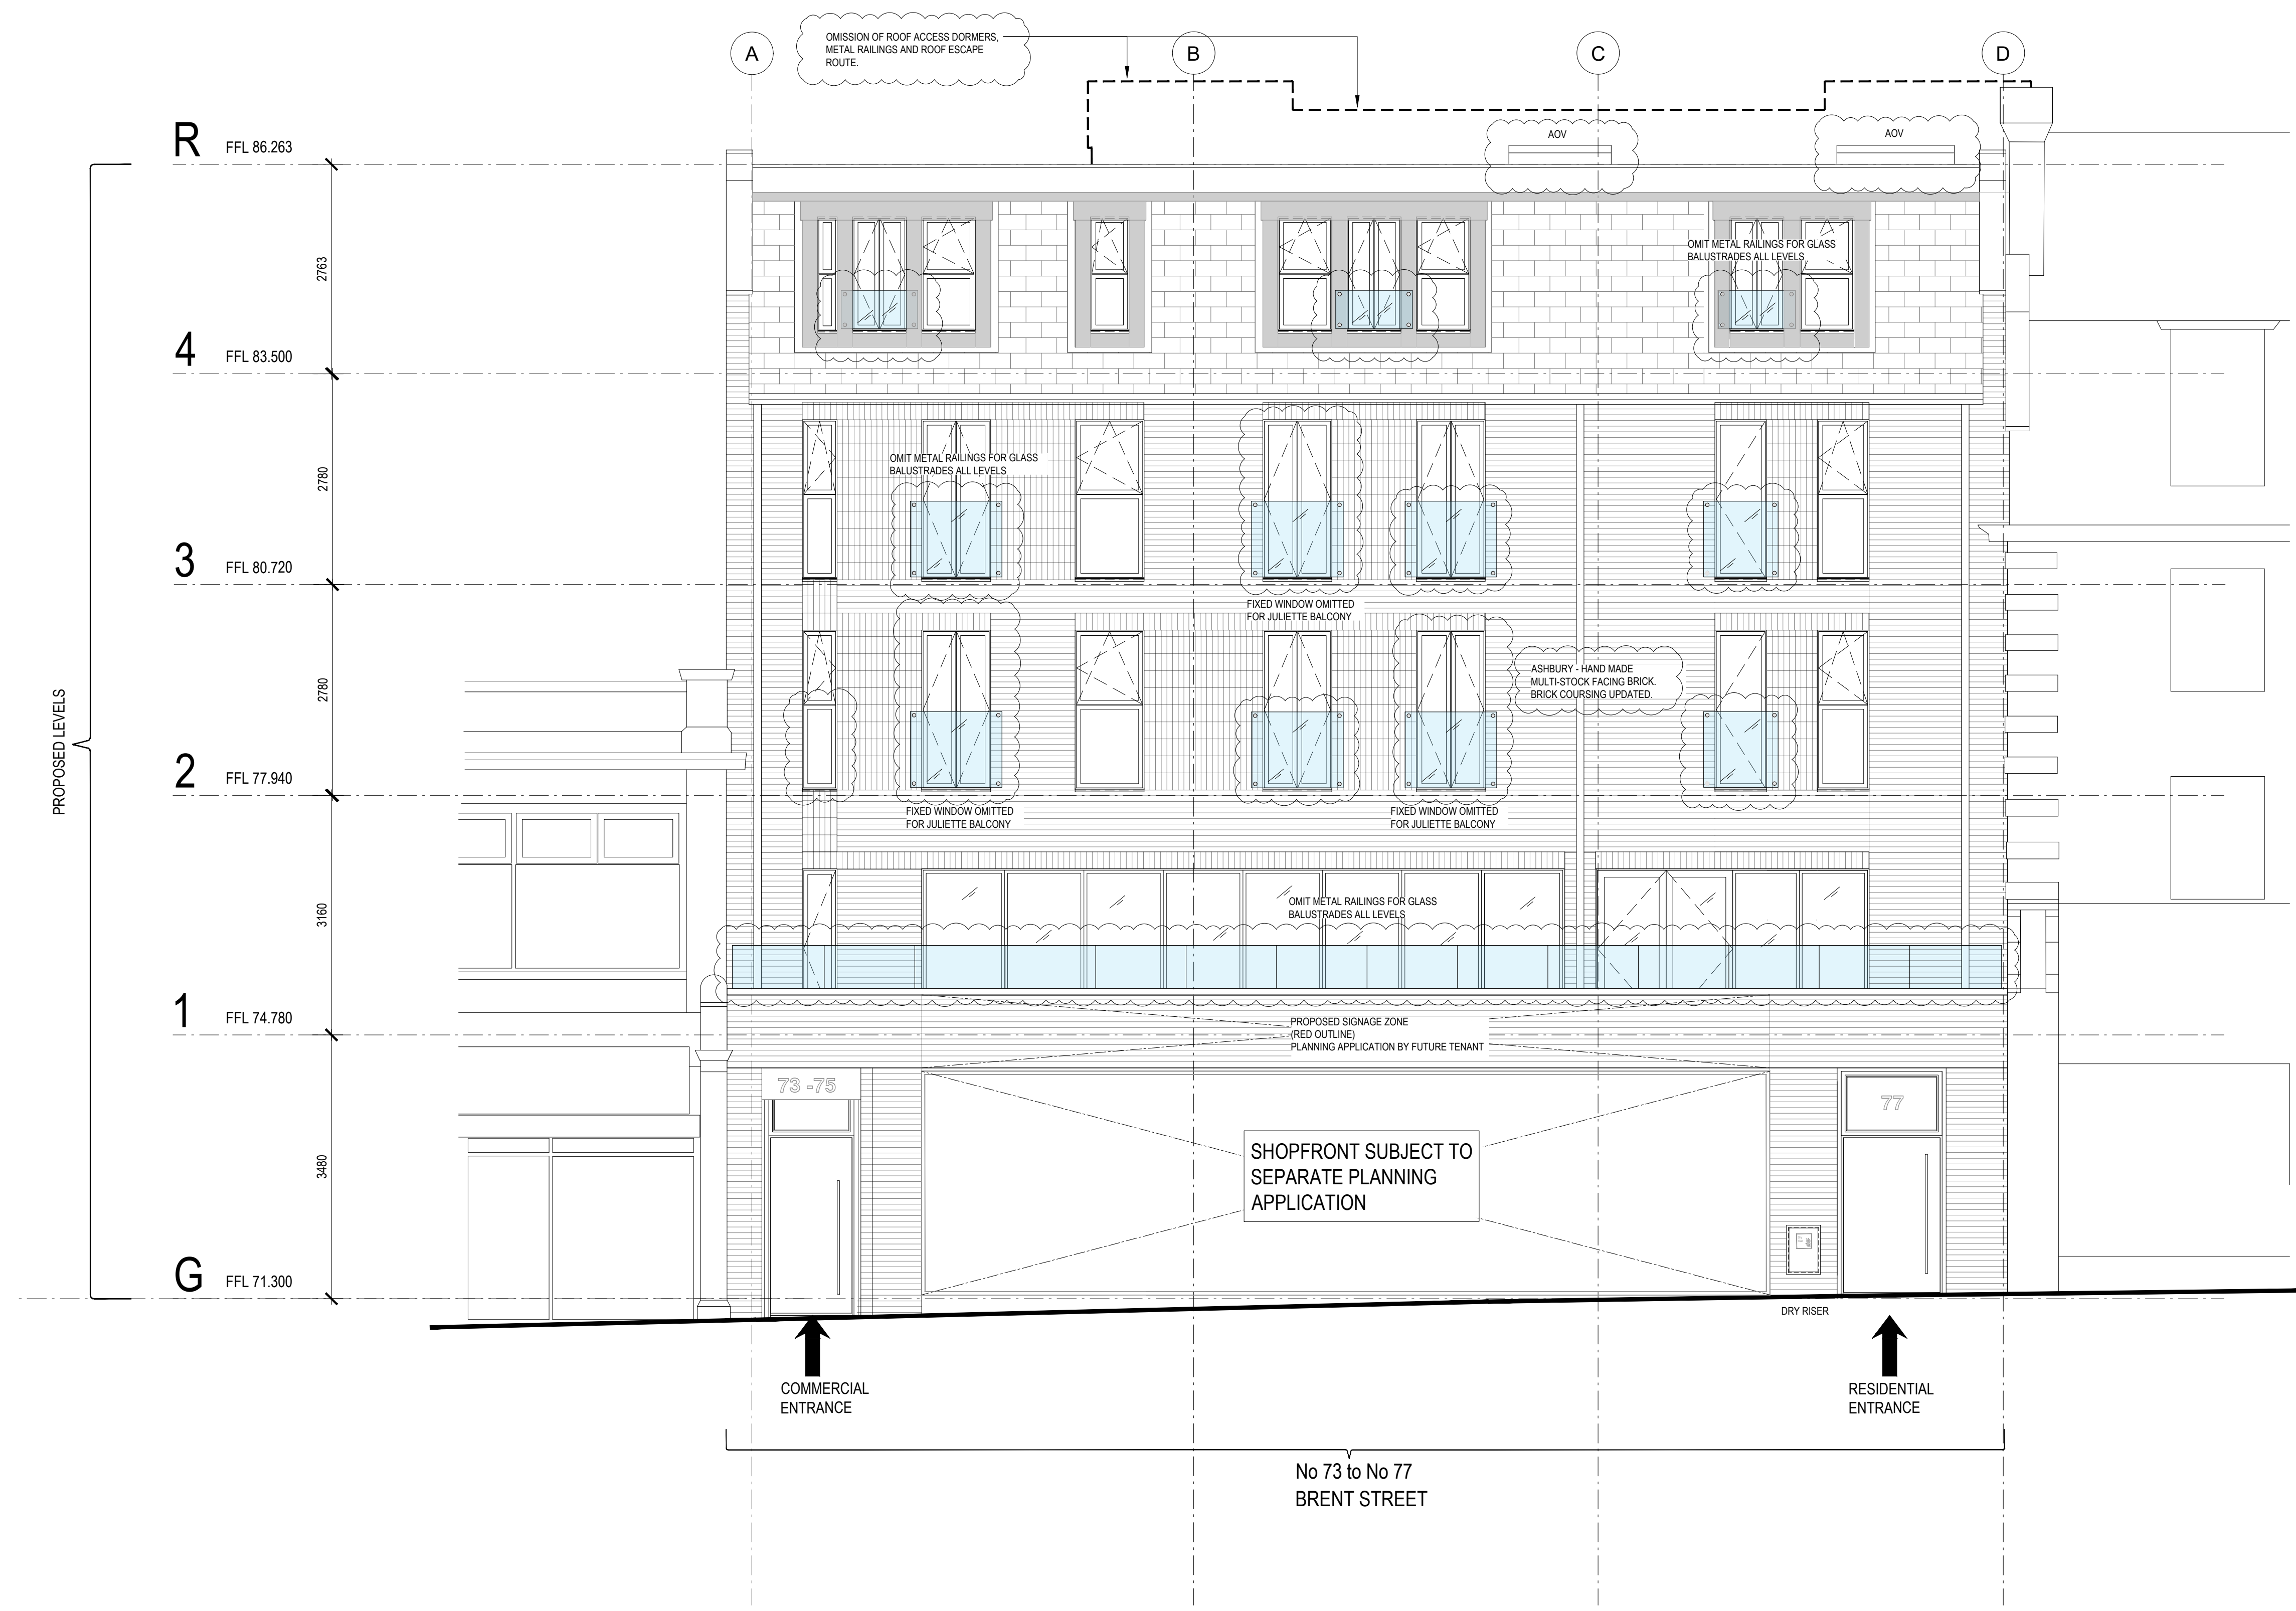 A
OMISSION OF ROOF ACCESS DORMERS,
METAL RAILINGS AND ROOF ESCAPE
ROUTE.
B
C
D
R FFL 86.263
AOV
AOV
2763
OMIT METAL RAILINGS FOR GLASS
BALUSTRADES ALL LEVELS
4 FFL 83.500
2780
OMIT METAL RAILINGS FOR GLASS
BALUSTRADES ALL LEVELS
3 FFL 80.720
FIXED WINDOW OMITTED
FOR JULIETTE BALCONY
2780
ASHBURY - HAND MADE
MULTI-STOCK FACING BRICK.
BRICK COURSING UPDATED.
PROPOSED LEVELS
2 FFL 77.940
FIXED WINDOW OMITTED
FOR JULIETTE BALCONY
FIXED WINDOW OMITTED
FOR JULIETTE BALCONY
3160
OMIT METAL RAILINGS FOR GLASS
BALUSTRADES ALL LEVELS
1 FFL 74.780
PROPOSED SIGNAGE ZONE
(RED OUTLINE)
PLANNING APPLICATION BY FUTURE TENANT
73 -75
77
3480
SHOPFRONT SUBJECT TO
SEPARATE PLANNING
APPLICATION
G FFL 71.300
DRY RISER
COMMERCIAL
ENTRANCE
RESIDENTIAL
ENTRANCE
No 73 to No 77
BRENT STREET